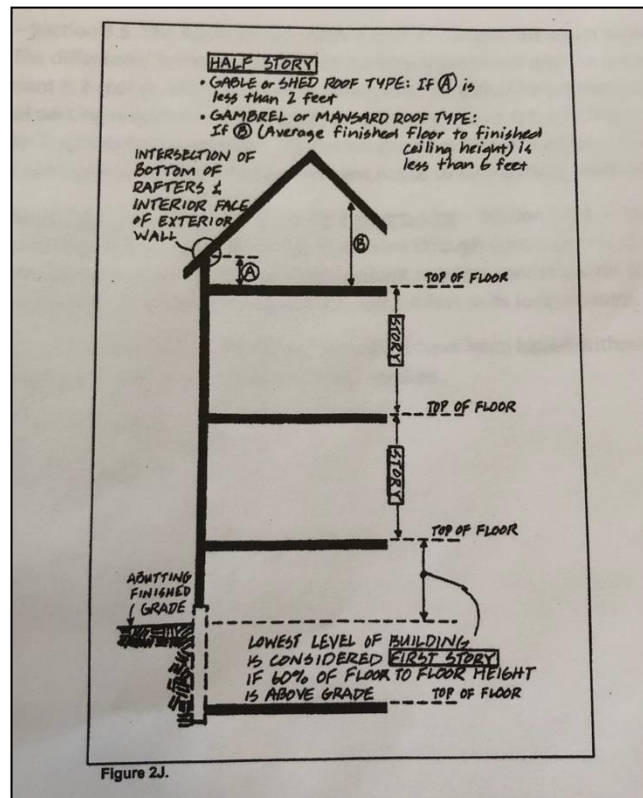 HALF STORY
• GABLE or SHED ROOF TYPE: If Ⓐ is
less than 2 feet
• GAMBREL or MANSARD ROOF TYPE:
If Ⓑ (Average finished floor to finished
ceiling height) is
less than 6 feet
INTERSECTION OF
BOTTOM OF
RAFTERS &
INTERIOR FACE
OF EXTERIOR
WALL
Ⓑ
Ⓐ
TOP OF FLOOR
STORY
TOP OF FLOOR
STORY
TOP OF FLOOR
ABUTTING
FINISHED
GRADE
LOWEST LEVEL OF BUILDING
IS CONSIDERED FIRST STORY
IF 60% OF FLOOR TO FLOOR HEIGHT
IS ABOVE GRADE
TOP OF FLOOR
Figure 2J.